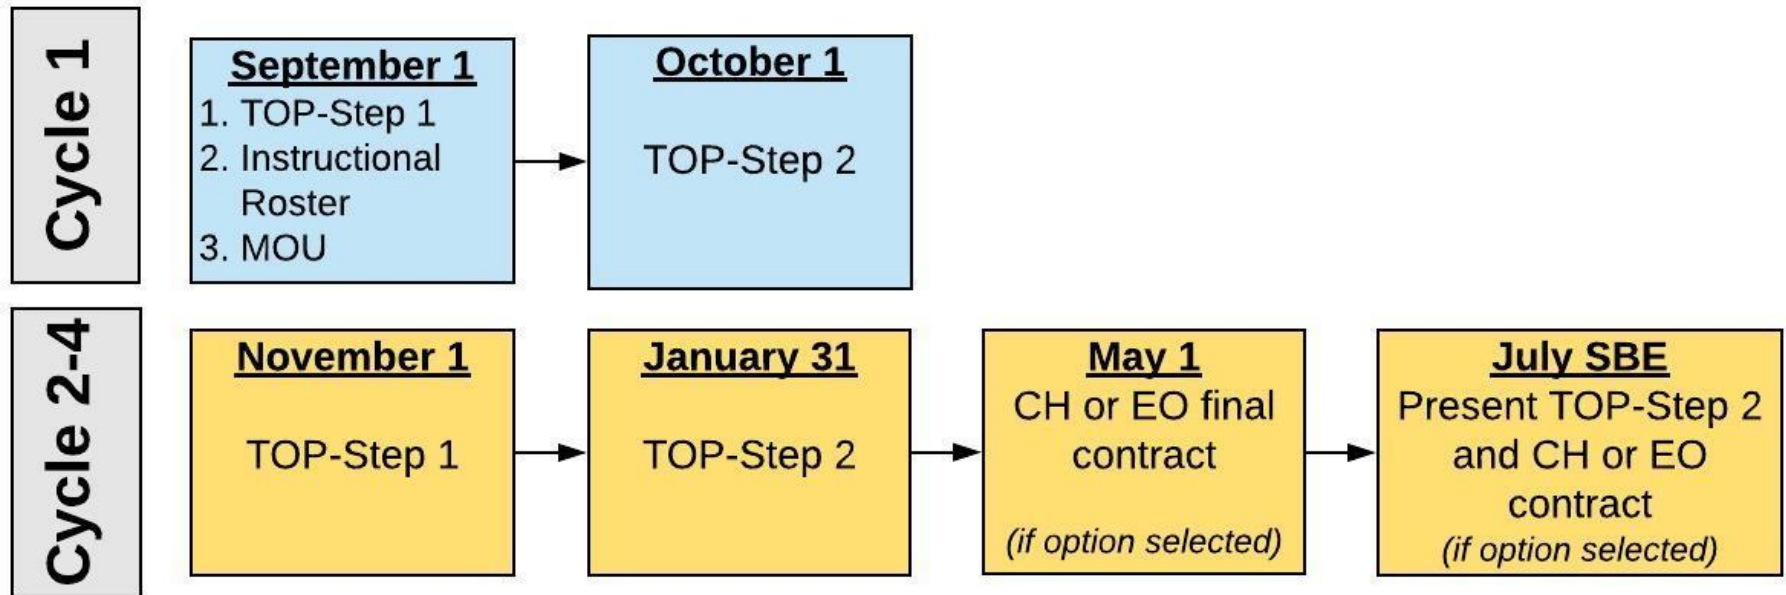 Cycle 1
September 1
1. TOP-Step 1
2. Instructional
Roster
3. MOU
October 1
TOP-Step 2
Cycle 2-4
November 1
TOP-Step 1
January 31
TOP-Step 2
May 1
CH or EO final
contract
(if option selected)
July SBE
Present TOP-Step 2
and CH or EO
contract
(if option selected)